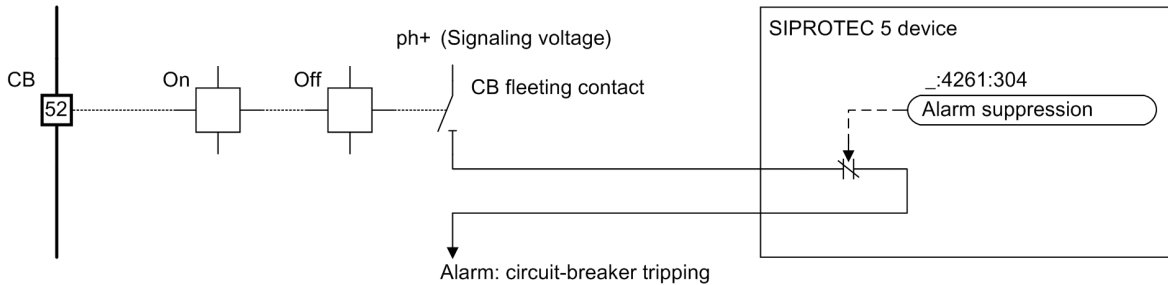 SIPROTEC 5 device
ph+ (Signaling voltage)
CB
On
Off
CB fleeting contact
_:4261:304
52
Alarm suppression
Alarm: circuit-breaker tripping